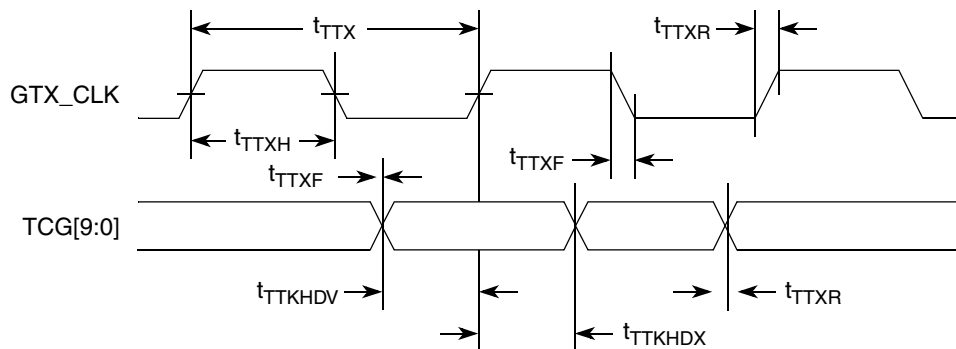 tTTX
tTTXR
GTX_CLK
tTTXH
tTTXF
tTTXF
TCG[9:0]
tTTKHDV
tTTXR
tTTKHDX